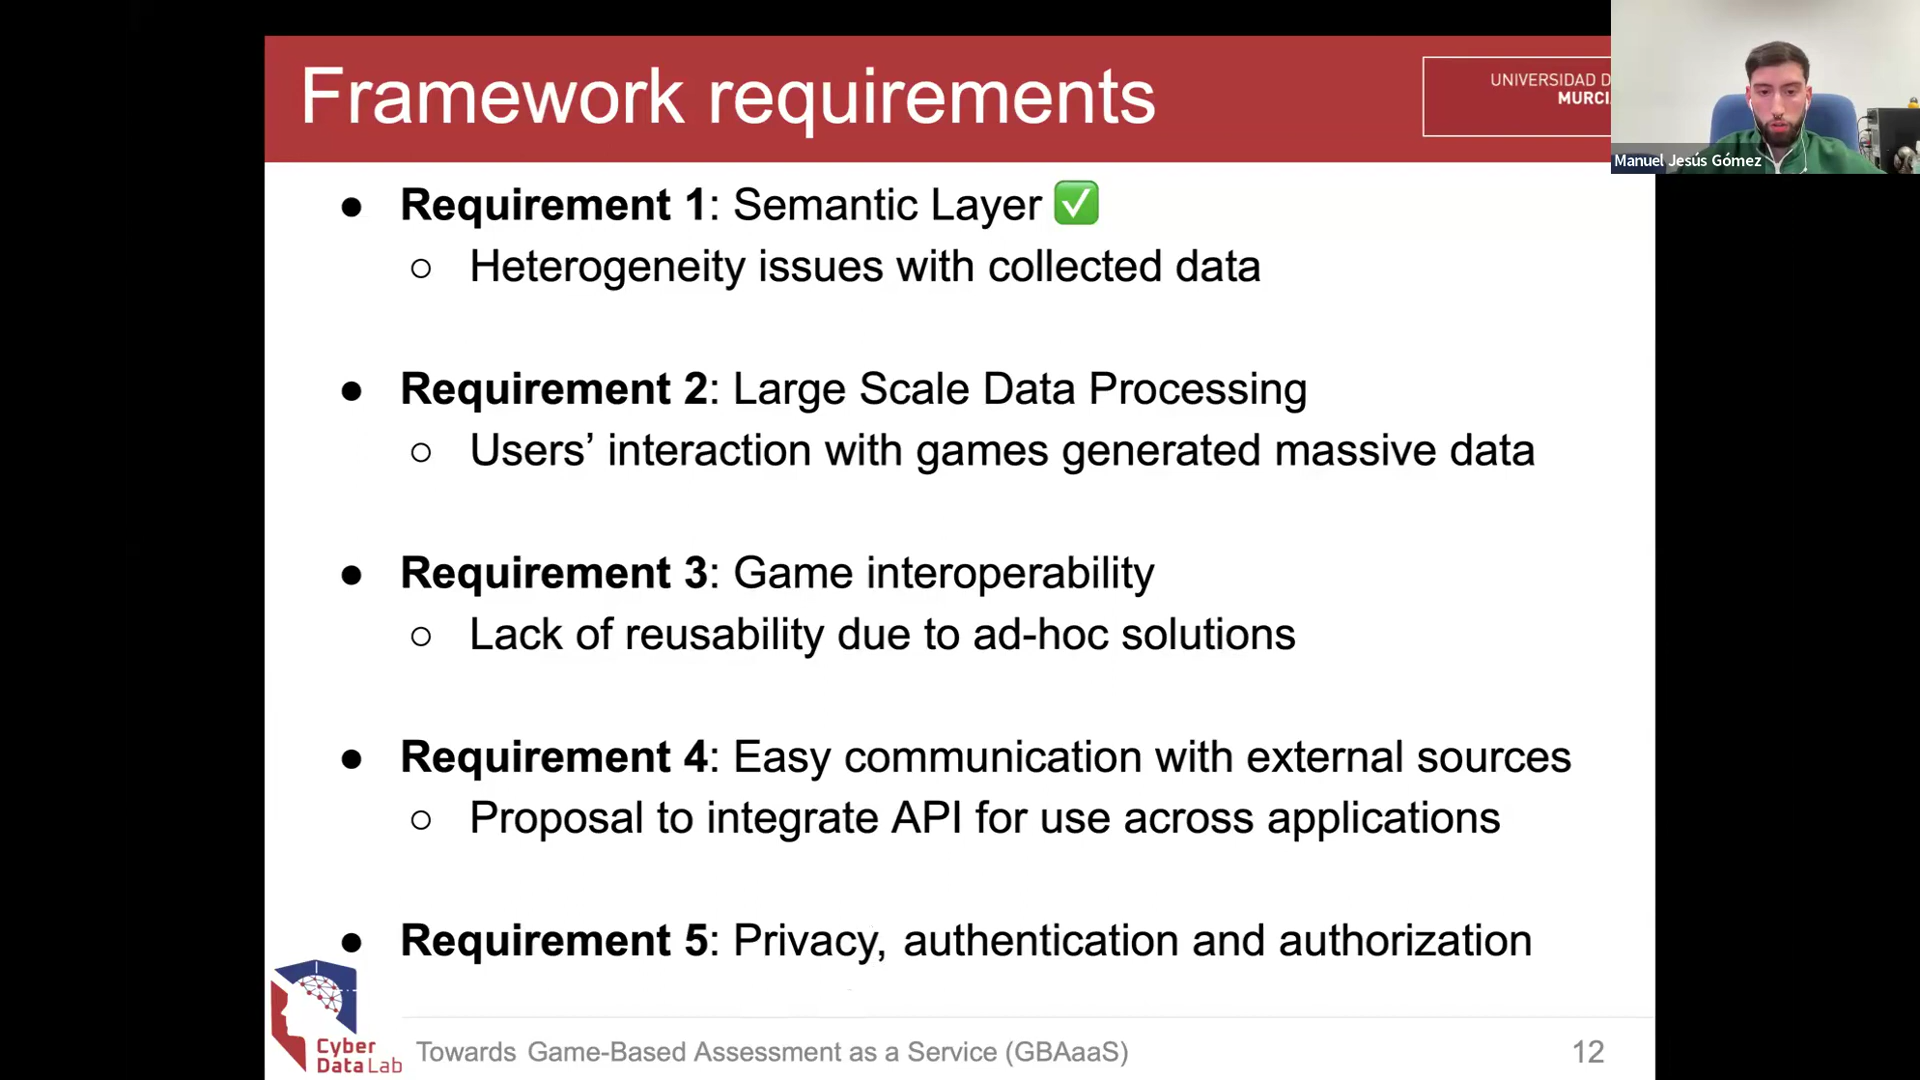 Framework requirements
UNIVERSIDAD D
MURCI
Manuel Jesús Gómez
● Requirement 1: Semantic Layer ✅
○ Heterogeneity issues with collected data
● Requirement 2: Large Scale Data Processing
○ Users’ interaction with games generated massive data
● Requirement 3: Game interoperability
○ Lack of reusability due to ad-hoc solutions
● Requirement 4: Easy communication with external sources
○ Proposal to integrate API for use across applications
● Requirement 5: Privacy, authentication and authorization
Cyber
DataLab
Towards Game-Based Assessment as a Service (GBAaaS)
12